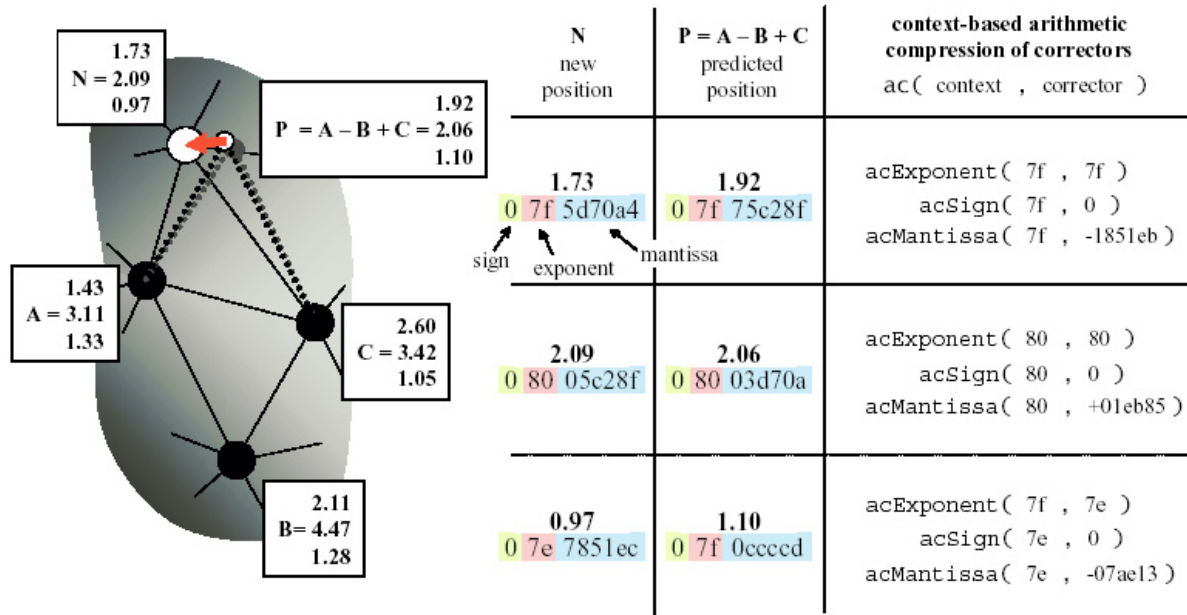 1.73
N = 2.09
0.97
1.92
P = A – B + C = 2.06
1.10
1.43
A = 3.11
1.33
2.60
C = 3.42
1.05
2.11
B= 4.47
1.28
N
new
position
P = A – B + C
predicted
position
context-based arithmetic
compression of correctors
ac( context , corrector )
1.73
0 7f 5d70a4
sign
exponent
mantissa
1.92
0 7f 75c28f
acExponent( 7f , 7f )
acSign( 7f , 0 )
acMantissa( 7f , -1851eb )
2.09
0 80 05c28f
2.06
0 80 03d70a
acExponent( 80 , 80 )
acSign( 80 , 0 )
acMantissa( 80 , +01eb85 )
0.97
0 7e 7851ec
1.10
0 7f 0ccccd
acExponent( 7f , 7e )
acSign( 7e , 0 )
acMantissa( 7e , -07ae13 )